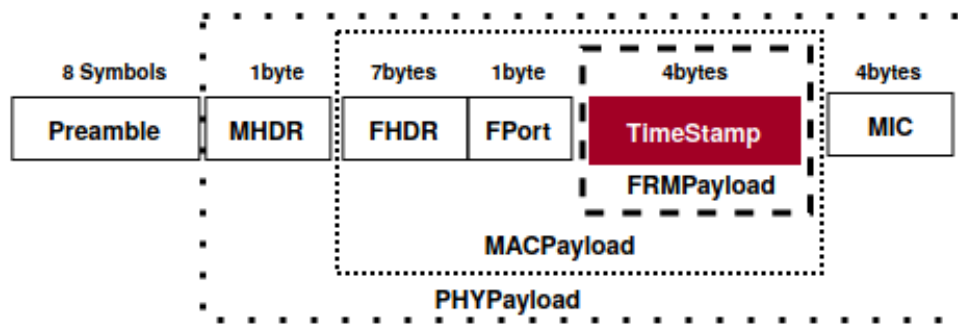 8 Symbols 1byte 7bytes 1byte 4bytes 4bytes
Preamble MHDR FHDR FPort TimeStamp MIC
FRMPayload
MACPayload
PHYPayload